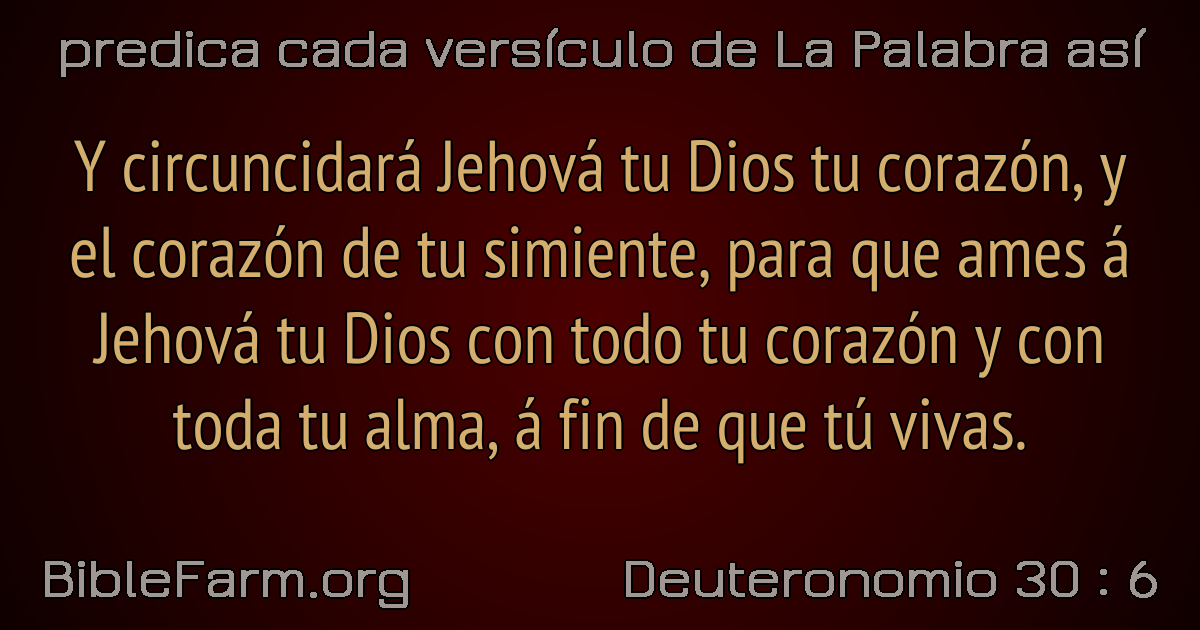 predica cada versículo de La Palabra así
Y circuncidará Jehová tu Dios tu corazón, y
el corazón de tu simiente, para que ames á
Jehová tu Dios con todo tu corazón y con
toda tu alma, á fin de que tú vivas.
BibleFarm.org
Deuteronomio 30 : 6